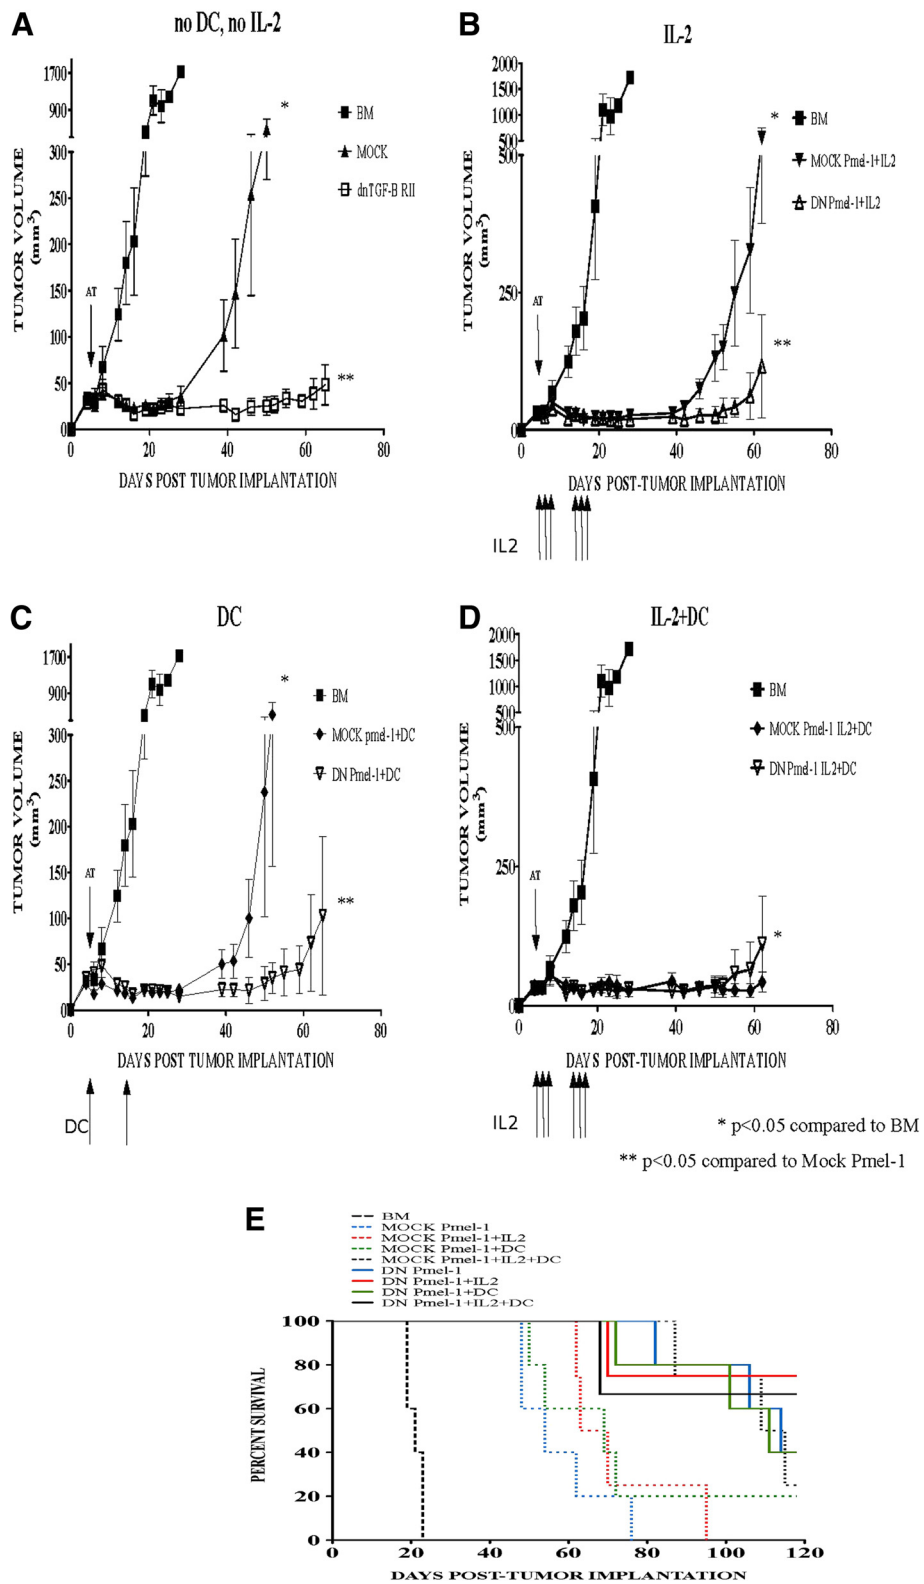 A
no DC, no IL-2
1700
900
300
250
200
150
100
50
0
TUMOR VOLUME
(mm³)
AT
*
**
BM
MOCK
dnTGF-B RII
0 20 40 60 80
DAYS POST TUMOR IMPLANTATION
B
IL-2
2000
1500
1000
500
500
250
0
TUMOR VOLUME
(mm³)
AT
*
**
BM
MOCK Pmel-1+IL2
DN Pmel-1+IL2
0 20 40 60 80
DAYS POST-TUMOR IMPLANTATION
IL2
C
DC
1700
900
300
250
200
150
100
50
0
TUMOR VOLUME
(mm³)
AT
*
**
BM
MOCK pmel-1+DC
DN Pmel-1+DC
0 20 40 60 80
DAYS POST TUMOR IMPLANTATION
DC
D
IL-2+DC
2000
1500
1000
500
500
250
0
TUMOR VOLUME
(mm³)
AT
*
BM
MOCK Pmel-1 IL2+DC
DN Pmel-1 IL2+DC
0 20 40 60 80
DAYS POST-TUMOR IMPLANTATION
IL2
* p<0.05 compared to BM
** p<0.05 compared to Mock Pmel-1
E
BM
MOCK Pmel-1
MOCK Pmel-1+IL2
MOCK Pmel-1+DC
MOCK Pmel-1+IL2+DC
DN Pmel-1
DN Pmel-1+IL2
DN Pmel-1+DC
DN Pmel-1+IL2+DC
100
80
60
40
20
0
PERCENT SURVIVAL
0 20 40 60 80 100 120
DAYS POST-TUMOR IMPLANTATION